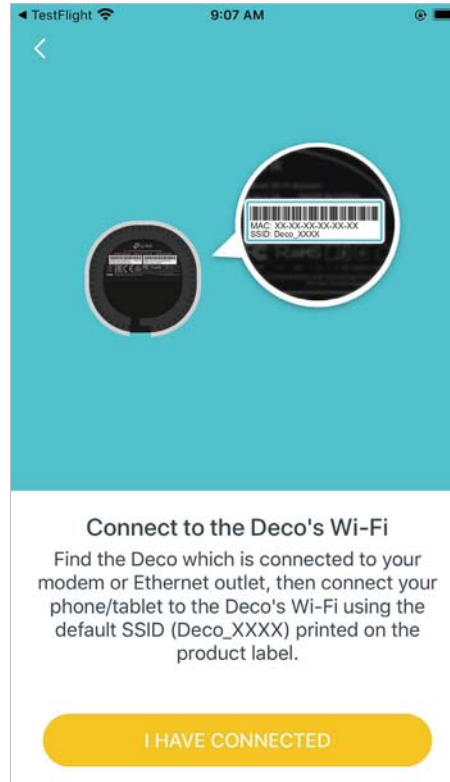 TestFlight
9:07 AM
MAC: XX-XX-XX-XX-XX-XX
SSID: Deco_XXXX
Connect to the Deco's Wi-Fi
Find the Deco which is connected to your
modem or Ethernet outlet, then connect your
phone/tablet to the Deco's Wi-Fi using the
default SSID (Deco_XXXX) printed on the
product label.
I HAVE CONNECTED